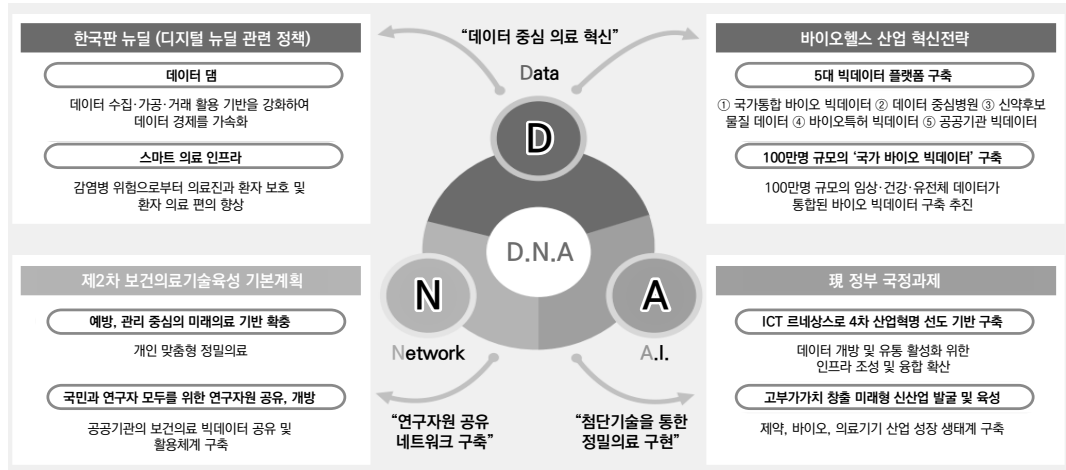 한국판 뉴딜 (디지털 뉴딜 관련 정책)
데이터 댐
데이터 수집·가공·거래 활용 기반을 강화하여
데이터 경제를 가속화
스마트 의료 인프라
감염병 위험으로부터 의료진과 환자 보호 및
환자 의료 편의 향상
“데이터 중심 의료 혁신”
Data
D
바이오헬스 산업 혁신전략
5대 빅데이터 플랫폼 구축
① 국가통합 바이오 빅데이터 ② 데이터 중심병원 ③ 신약후보
물질 데이터 ④ 바이오특허 빅데이터 ⑤ 공공기관 빅데이터
100만명 규모의 ‘국가 바이오 빅데이터’ 구축
100만명 규모의 임상·건강·유전체 데이터가
통합된 바이오 빅데이터 구축 추진
D.N.A
제2차 보건의료기술육성 기본계획
예방, 관리 중심의 미래의료 기반 확충
개인 맞춤형 정밀의료
국민과 연구자 모두를 위한 연구자원 공유, 개방
공공기관의 보건의료 빅데이터 공유 및
활용체계 구축
N
Network
“연구자원 공유
네트워크 구축”
A
A.I.
“첨단기술을 통한
정밀의료 구현”
現 정부 국정과제
ICT 르네상스로 4차 산업혁명 선도 기반 구축
데이터 개방 및 유통 활성화 위한
인프라 조성 및 융합 확산
고부가가치 창출 미래형 신산업 발굴 및 육성
제약, 바이오, 의료기기 산업 성장 생태계 구축